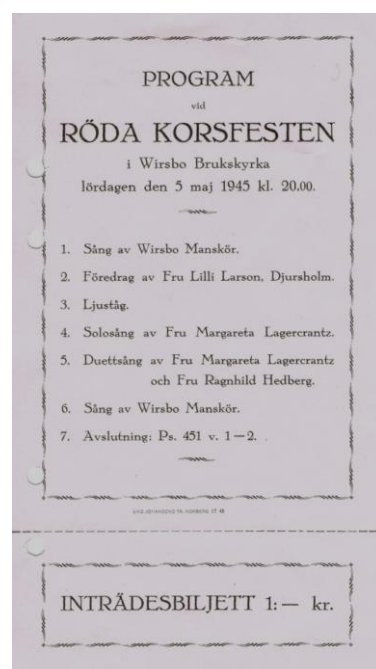 PROGRAM
vid
RÖDA KORSFESTEN
i Wirsbo Brukskyrka
lördagen den 5 maj 1945 kl. 20.00.
1. Sång av Wirsbo Manskör.
2. Föredrag av Fru Lilli Larson, Djursholm.
3. Ljuståg.
4. Solosång av Fru Margareta Lagercrantz.
5. Duettsång av Fru Margareta Lagercrantz
och Fru Ragnhild Hedberg.
6. Sång av Wirsbo Manskör.
7. Avslutning: Ps. 451 v. 1—2.
INTRÄDESBILJETT 1:— kr.